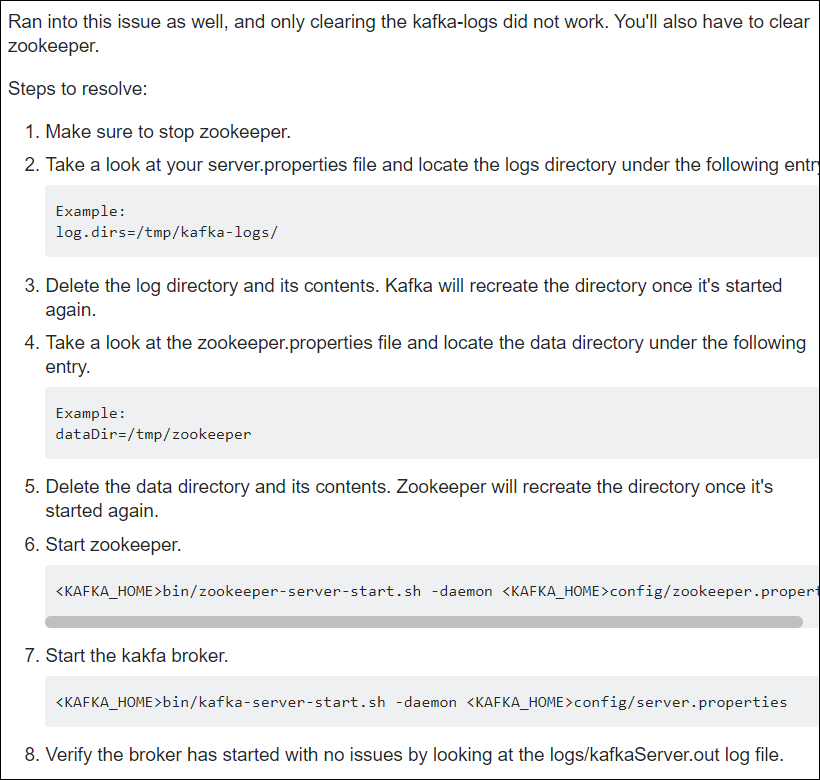 Ran into this issue as well, and only clearing the kafka-logs did not work. You'll also have to clear
zookeeper.
Steps to resolve:
1. Make sure to stop zookeeper.
2. Take a look at your server.properties file and locate the logs directory under the following entry
Example:
log.dirs=/tmp/kafka-logs/
3. Delete the log directory and its contents. Kafka will recreate the directory once it's started
again.
4. Take a look at the zookeeper.properties file and locate the data directory under the following
entry.
Example:
dataDir=/tmp/zookeeper
5. Delete the data directory and its contents. Zookeeper will recreate the directory once it's
started again.
6. Start zookeeper.
<KAFKA_HOME>bin/zookeeper-server-start.sh -daemon <KAFKA_HOME>config/zookeeper.propert
7. Start the kakfa broker.
<KAFKA_HOME>bin/kafka-server-start.sh -daemon <KAFKA_HOME>config/server.properties
8. Verify the broker has started with no issues by looking at the logs/kafkaServer.out log file.